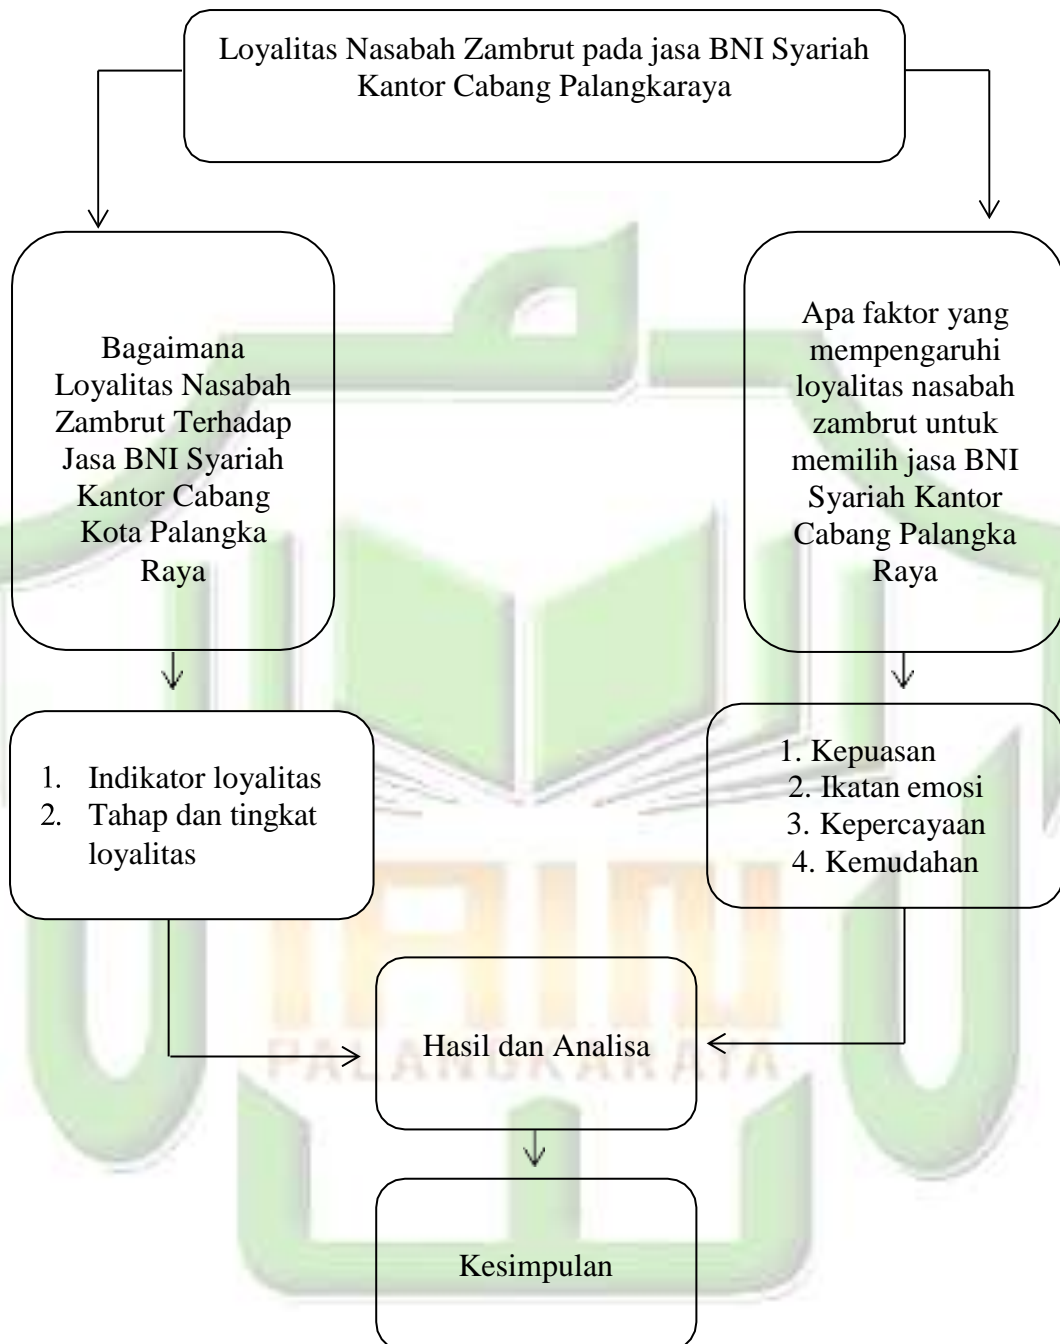 Loyalitas Nasabah Zambrut pada jasa BNI Syariah
Kantor Cabang Palangkaraya
Bagaimana
Loyalitas Nasabah
Zambrut Terhadap
Jasa BNI Syariah
Kantor Cabang
Kota Palangka
Raya
Apa faktor yang
mempengaruhi
loyalitas nasabah
zambrut untuk
memilih jasa BNI
Syariah Kantor
Cabang Palangka
Raya
1. Indikator loyalitas
2. Tahap dan tingkat
loyalitas
1. Kepuasan
2. Ikatan emosi
3. Kepercayaan
4. Kemudahan
IAIN
PALANGKARAYA
Hasil dan Analisa
Kesimpulan